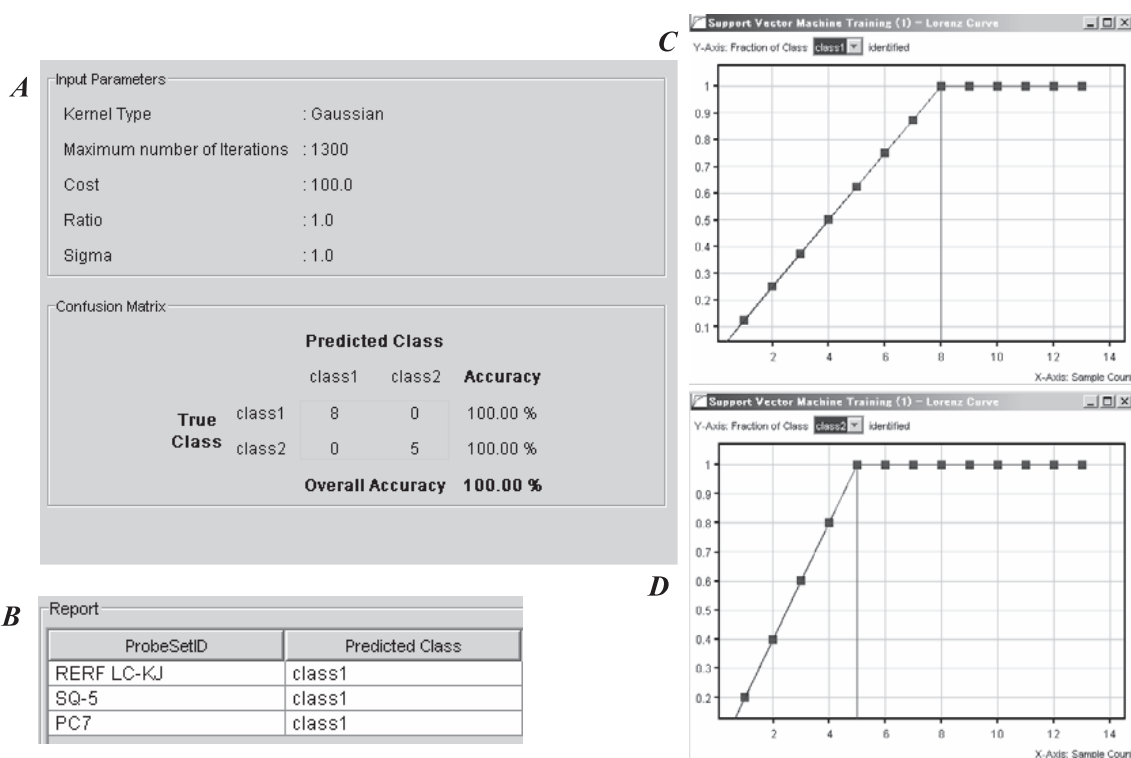 A
Input Parameters
Kernel Type : Gaussian
Maximum number of Iterations : 1300
Cost : 100.0
Ratio : 1.0
Sigma : 1.0
Confusion Matrix
Predicted Class
class1 class2 Accuracy
True Class
class1 8 0 100.00 %
class2 0 5 100.00 %
Overall Accuracy 100.00 %
B
Report
ProbeSetID Predicted Class
RERF LC-KJ class1
SQ-5 class1
PC7 class1
C
Support Vector Machine Training (1) - Lorenz Curve
Y-Axis: Fraction of Class class1 identified
1
0.9
0.8
0.7
0.6
0.5
0.4
0.3
0.2
0.1
2 4 6 8 10 12 14
X-Axis: Sample Coun
D
Support Vector Machine Training (1) - Lorenz Curve
Y-Axis: Fraction of Class class2 identified
1
0.9
0.8
0.7
0.6
0.5
0.4
0.3
0.2
2 4 6 8 10 12 14
X-Axis: Sample Coun